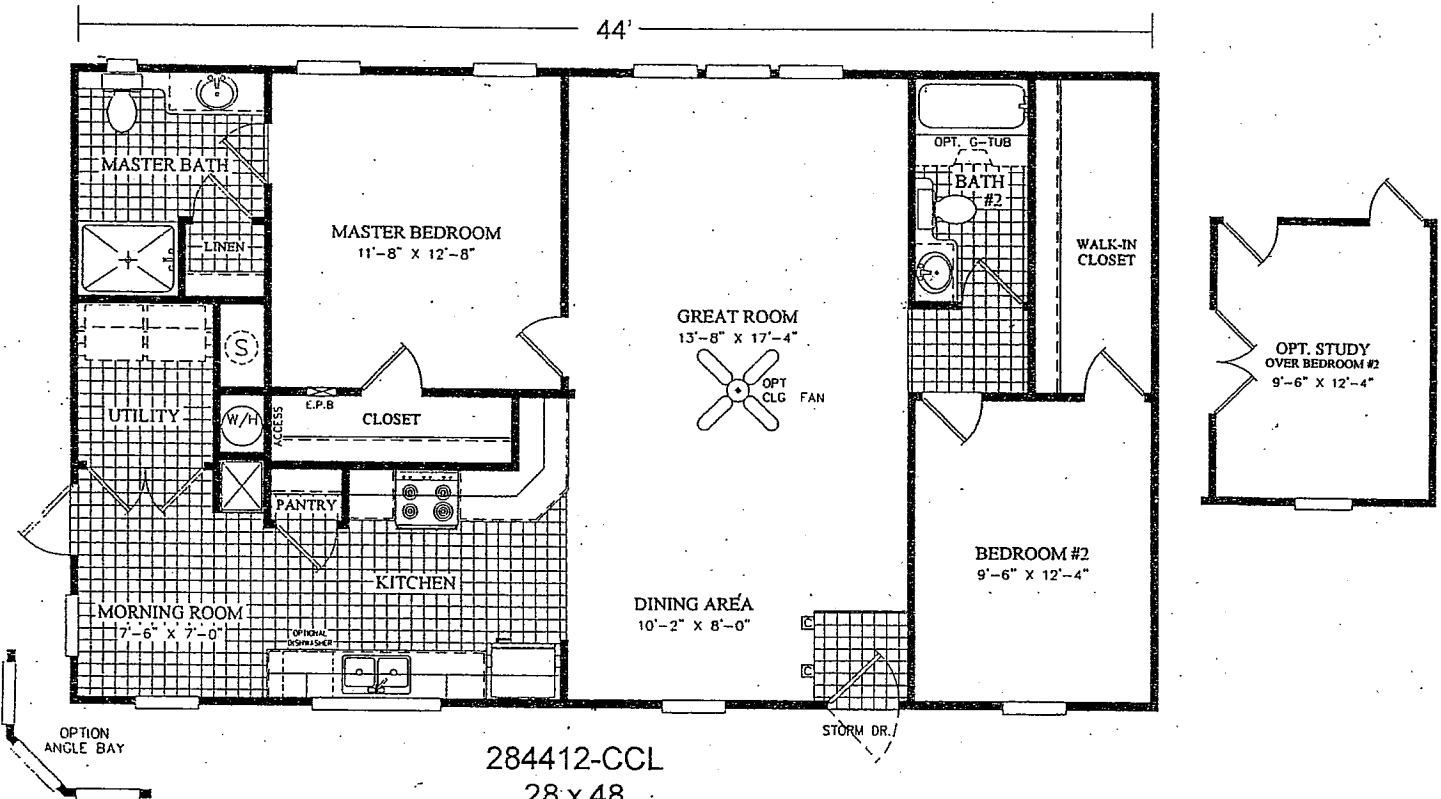 44'
MASTER BATH
LINEN
MASTER BEDROOM
11'-8" X 12'-8"
OPT. G-TUB
BATH
#2
WALK-IN
CLOSET
GREAT ROOM
13'-8" X 17'-4"
OPT
CLG FAN
S
UTILITY
W/H
E.P.B
ACCESS
CLOSET
PANTRY
KITCHEN
MORNING ROOM
7'-6" X 7'-0"
OPTIONAL
DISHWASHER
DINING AREA
10'-2" X 8'-0"
C
C
BEDROOM #2
9'-6" X 12'-4"
STORM DR.
OPT. STUDY
OVER BEDROOM #2
9'-6" X 12'-4"
OPTION
ANGLE BAY
284412-CCL
28 x 48